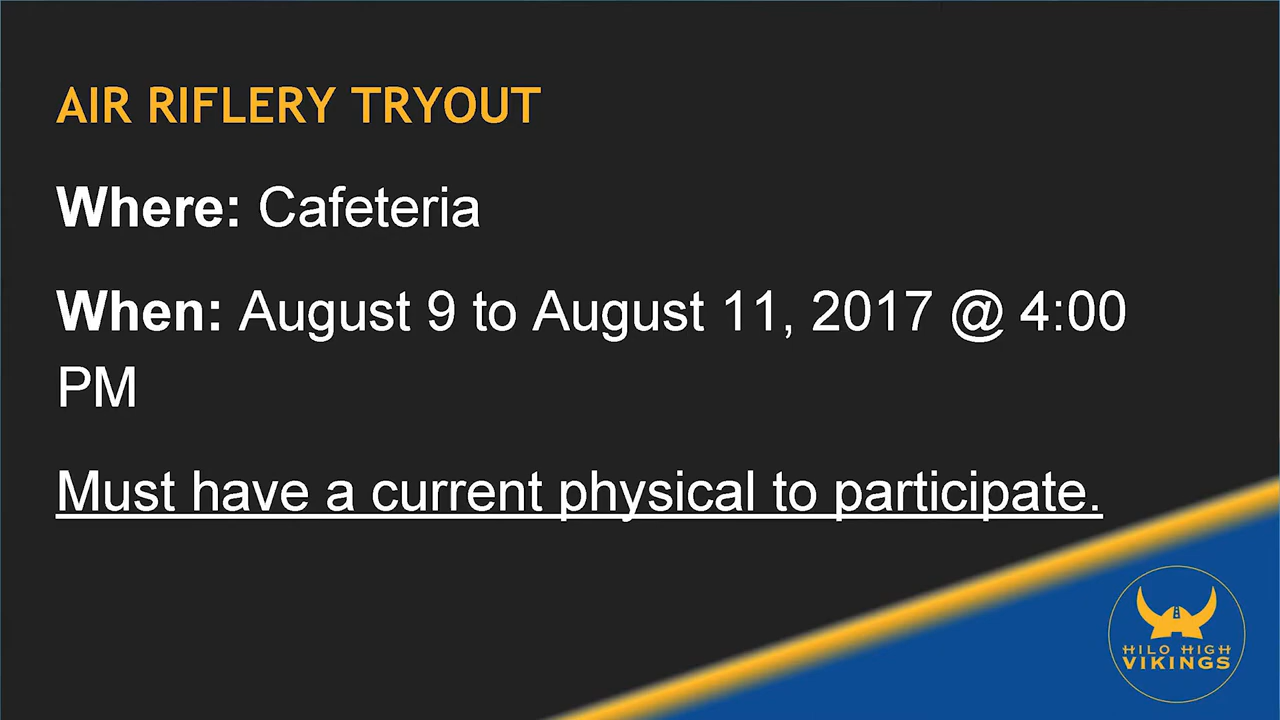 AIR RIFLERY TRYOUT
Where: Cafeteria
When: August 9 to August 11, 2017 @ 4:00
PM
Must have a current physical to participate.
HILO HIGH
VIKINGS